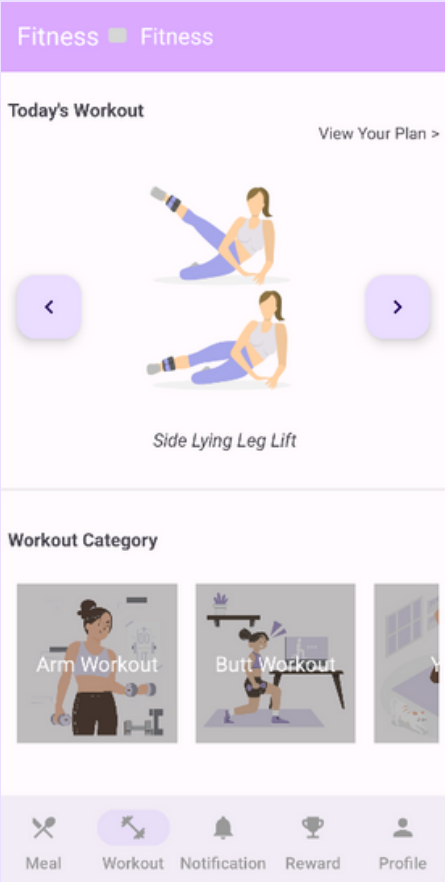 Fitness Fitness
Today's Workout
View Your Plan >
Side Lying Leg Lift
Workout Category
Arm Workout
Butt Workout
Meal
Workout
Notification
Reward
Profile